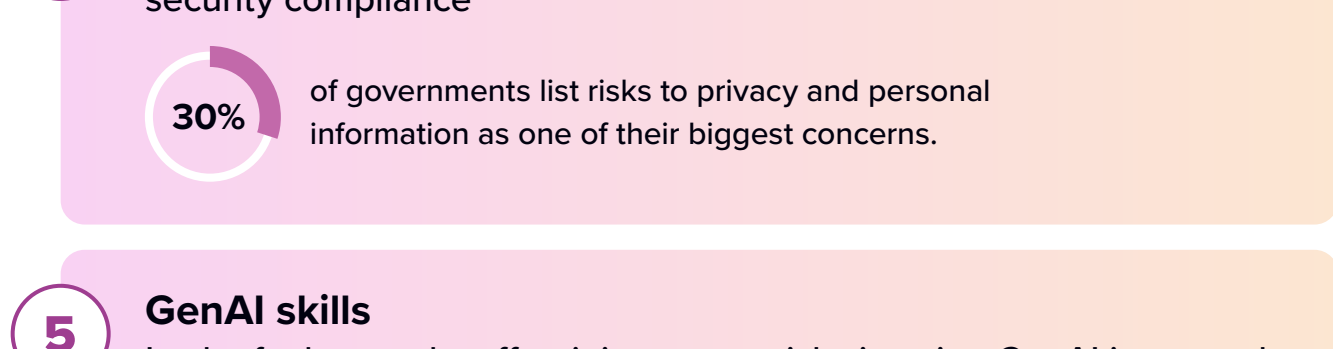 security compliance
30%
of governments list risks to privacy and personal
information as one of their biggest concerns.
5
GenAI skills